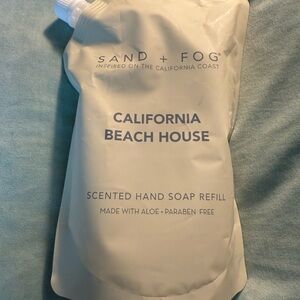 SAND + FOG®
INSPIRED ON THE CALIFORNIA COAST
CALIFORNIA
BEACH HOUSE
SCENTED HAND SOAP REFILL
MADE WITH ALOE • PARABEN FREE